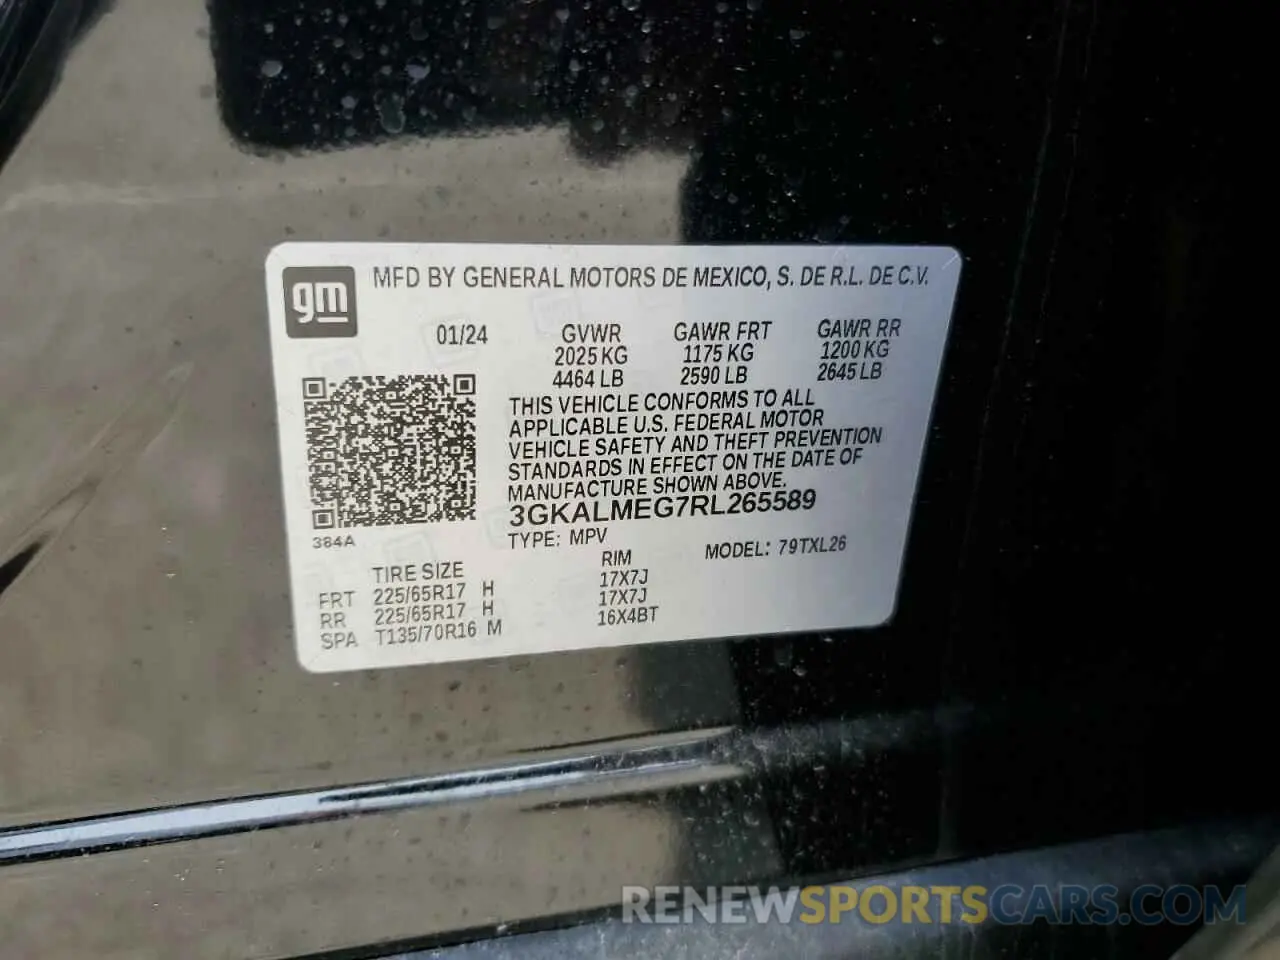 gm MFD BY GENERAL MOTORS DE MEXICO, S. DE R.L. DE C.V.
01/24 GVWR GAWR FRT GAWR RR
2025 KG 1175 KG 1200 KG
4464 LB 2590 LB 2645 LB
THIS VEHICLE CONFORMS TO ALL
APPLICABLE U.S. FEDERAL MOTOR
VEHICLE SAFETY AND THEFT PREVENTION
STANDARDS IN EFFECT ON THE DATE OF
MANUFACTURE SHOWN ABOVE.
3GKALMEG7RL265589
384A TYPE: MPV MODEL: 79TXL26
TIRE SIZE RIM
FRT 225/65R17 H 17X7J
RR 225/65R17 H 17X7J
SPA T135/70R16 M 16X4BT
RENEWSPORTSCARS.COM